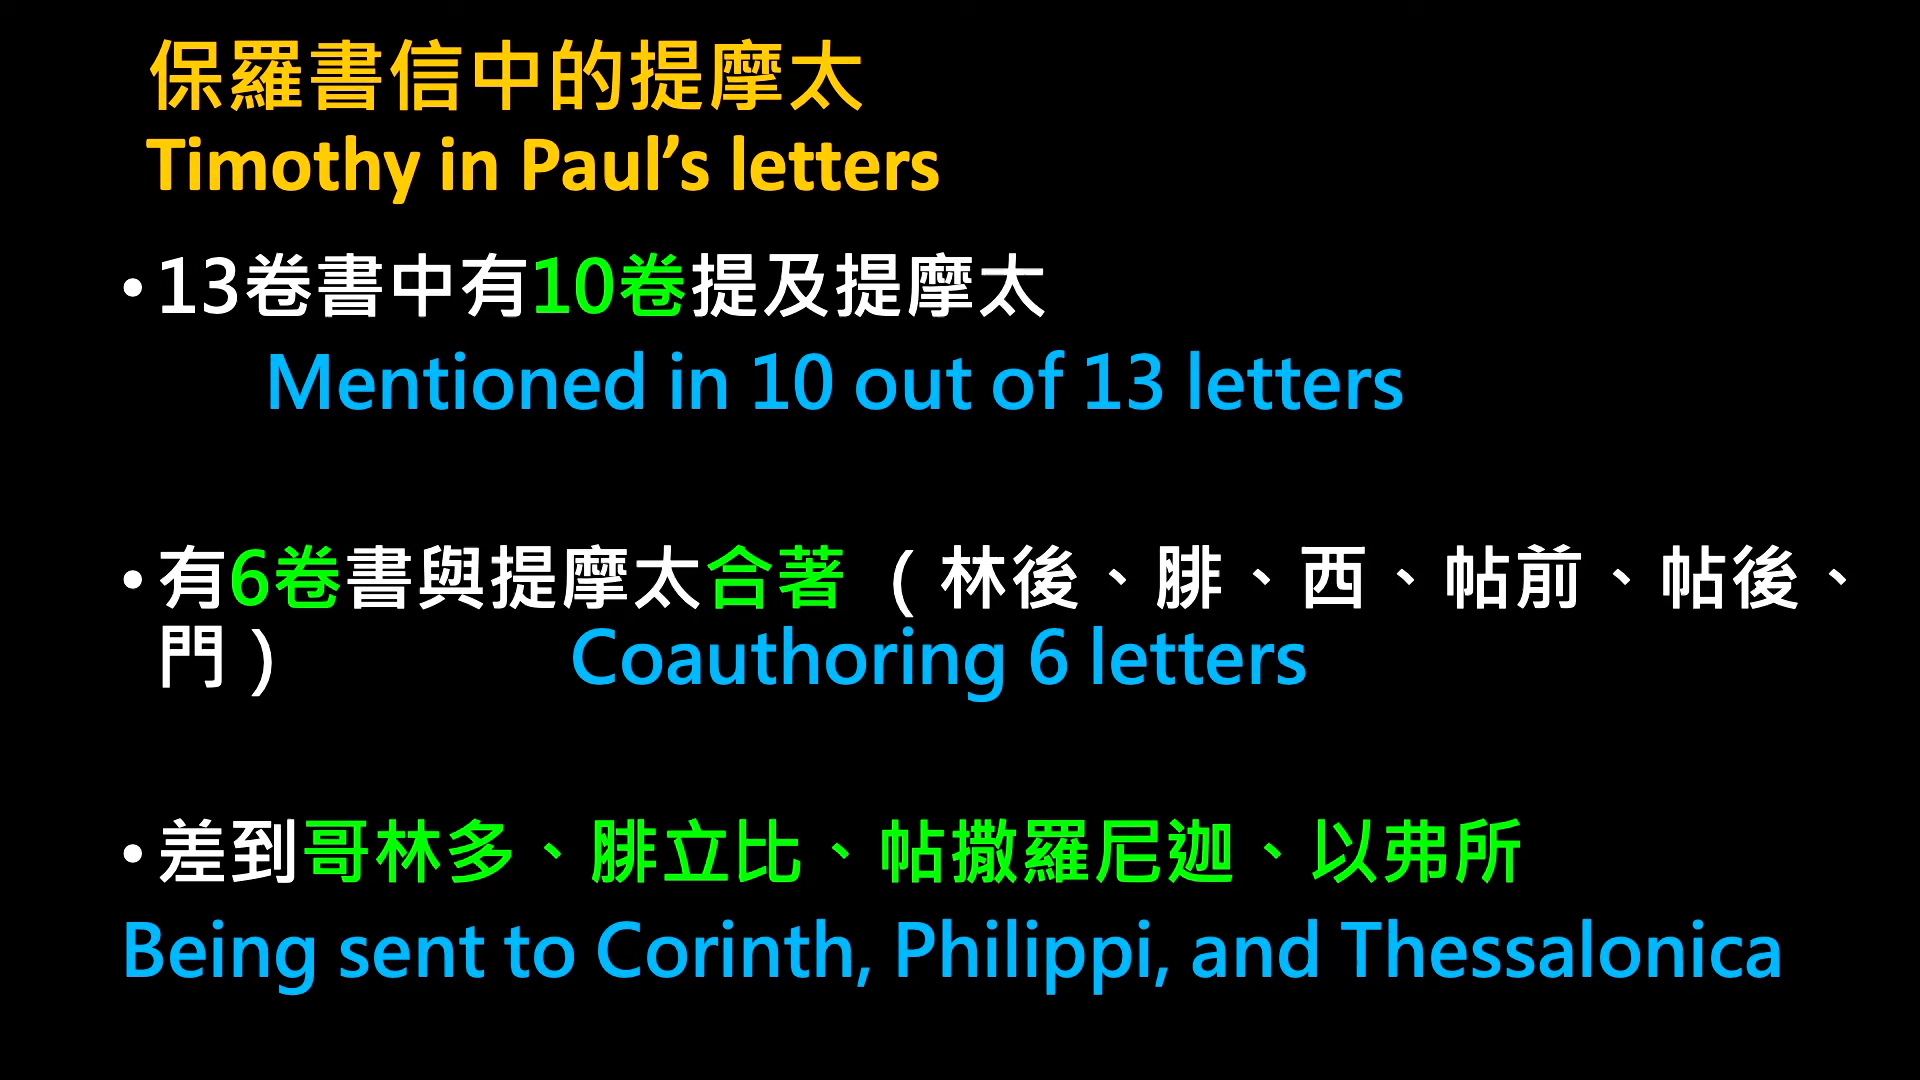 保羅書信中的提摩太
Timothy in Paul’s letters
•13卷書中有10卷提及提摩太
Mentioned in 10 out of 13 letters
•有6卷書與提摩太合著（林後、腓、西、帖前、帖後、
門） Coauthoring 6 letters
•差到哥林多、腓立比、帖撒羅尼迦、以弗所
Being sent to Corinth, Philippi, and Thessalonica